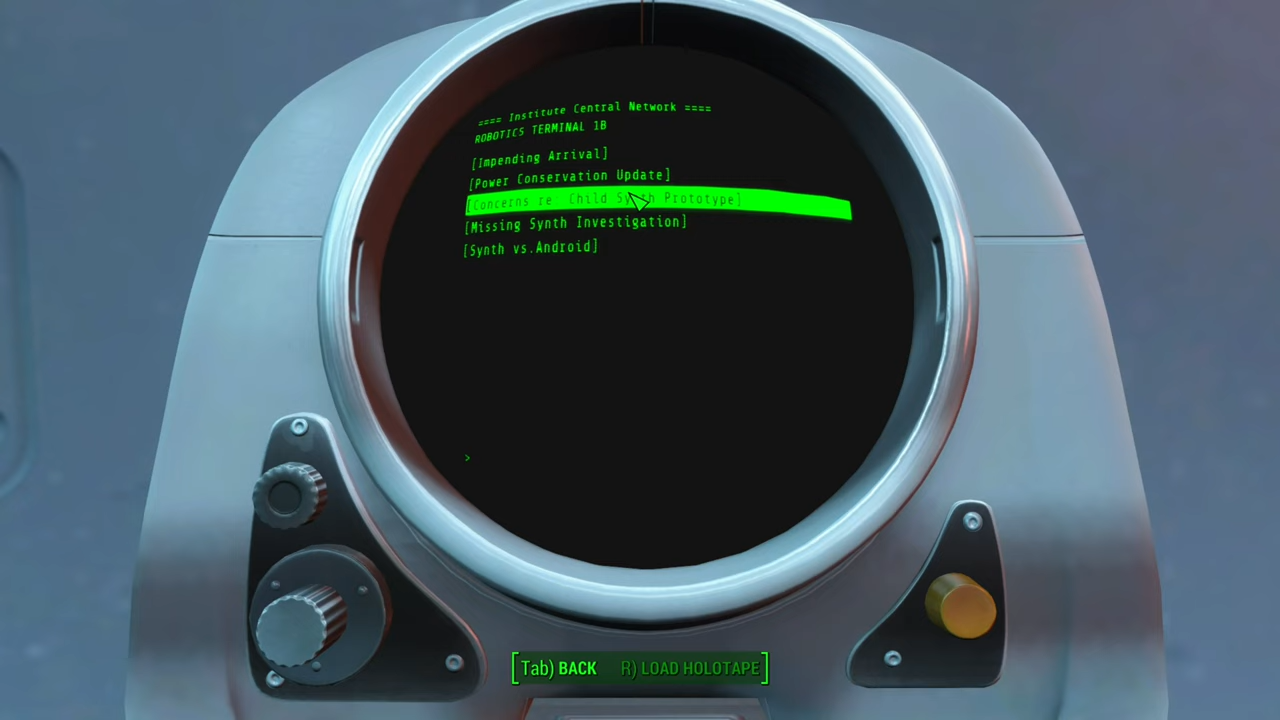 ==== Institute Central Network ====
ROBOTICS TERMINAL 1B
[Impending Arrival]
[Power Conservation Update]
[Concerns re  Child Synth Prototype]
[Missing Synth Investigation]
[Synth vs.Android]
>
[Tab) BACK R) LOAD HOLOTAPE]